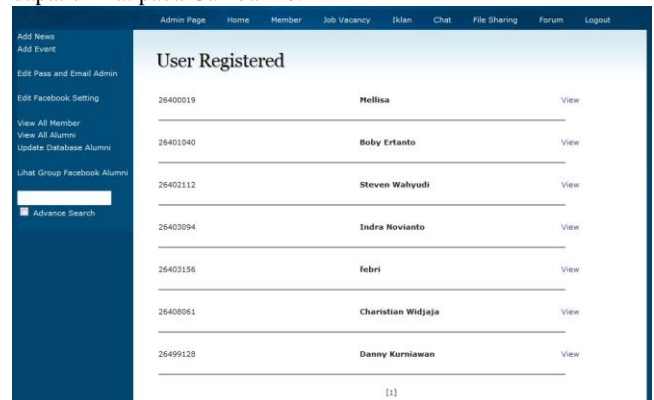 Admin Page Home Member Job Vacancy Iklan Chat File Sharing Forum Logout
Add News
Add Event
Edit Pass and Email Admin
Edit Facebook Setting
View All Member
View All Alumni
Update Database Alumni
Lihat Group Facebook Alumni
Advance Search
User Registered
26400019 Mellisa View
26401040 Boby Ertanto View
26402112 Steven Wahyudi View
26403094 Indra Novianto View
26403156 febri View
26408061 Charistian Widjaja View
26499128 Danny Kurniawan View
[1]